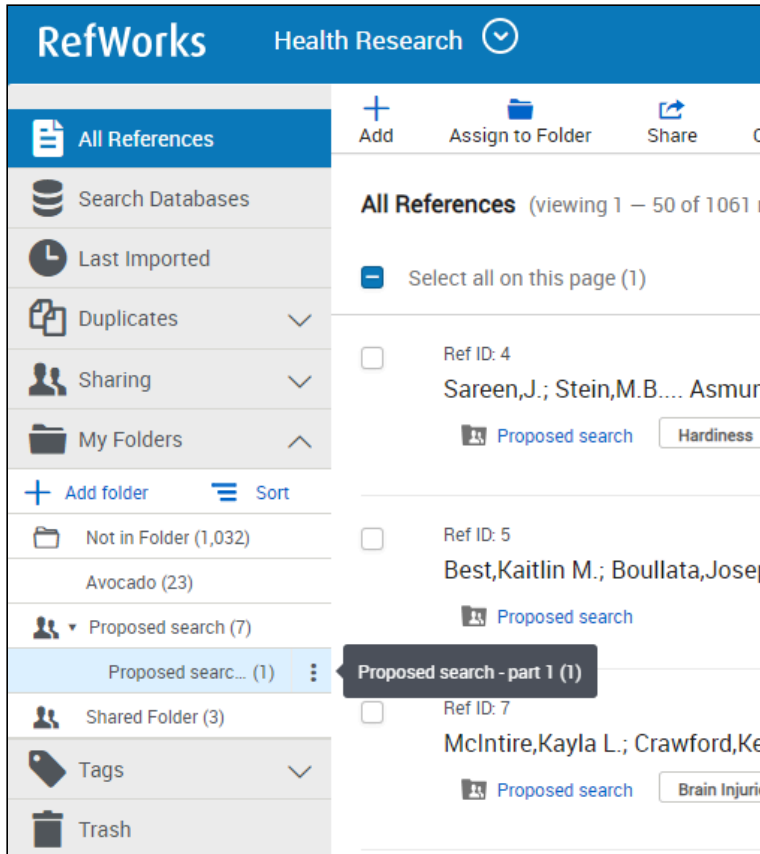 RefWorks
Health Research
Add
Assign to Folder
Share
All References
Search Databases
Last Imported
Duplicates
Sharing
My Folders
Add folder
Sort
Not in Folder (1,032)
Avocado (23)
Proposed search (7)
Proposed searc... (1)
Shared Folder (3)
Tags
Trash
All References (viewing 1 – 50 of 1061
Select all on this page (1)
Ref ID: 4
Sareen,J.; Stein,M.B.... Asmun
Proposed search Hardiness
Ref ID: 5
Best,Kaitlin M.; Boullata,Josep
Proposed search
Proposed search - part 1 (1)
Ref ID: 7
McIntire,Kayla L.; Crawford,Ke
Proposed search Brain Injurie